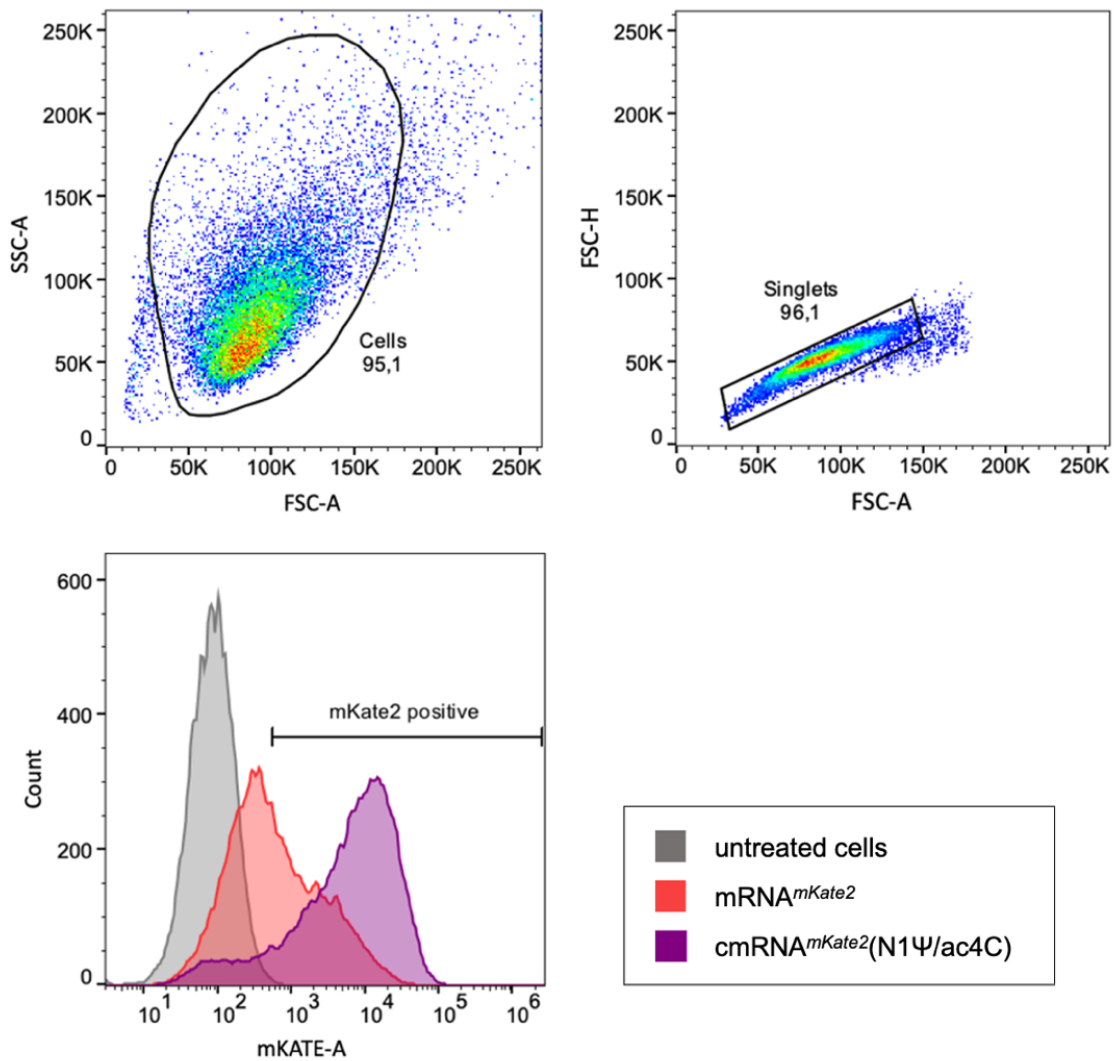 250K
200K
150K
100K
50K
0
SSC-A
Cells
95,1
0 50K 100K 150K 200K 250K
FSC-A
250K
200K
150K
100K
50K
0
FSC-H
Singlets
96,1
0 50K 100K 150K 200K 250K
FSC-A
600
400
200
0
Count
mKate2 positive
10¹ 10² 10³ 10⁴ 10⁵ 10⁶
mKATE-A
untreated cells
mRNA^mKate2
cmRNA^mKate2(N1Ψ/ac4C)